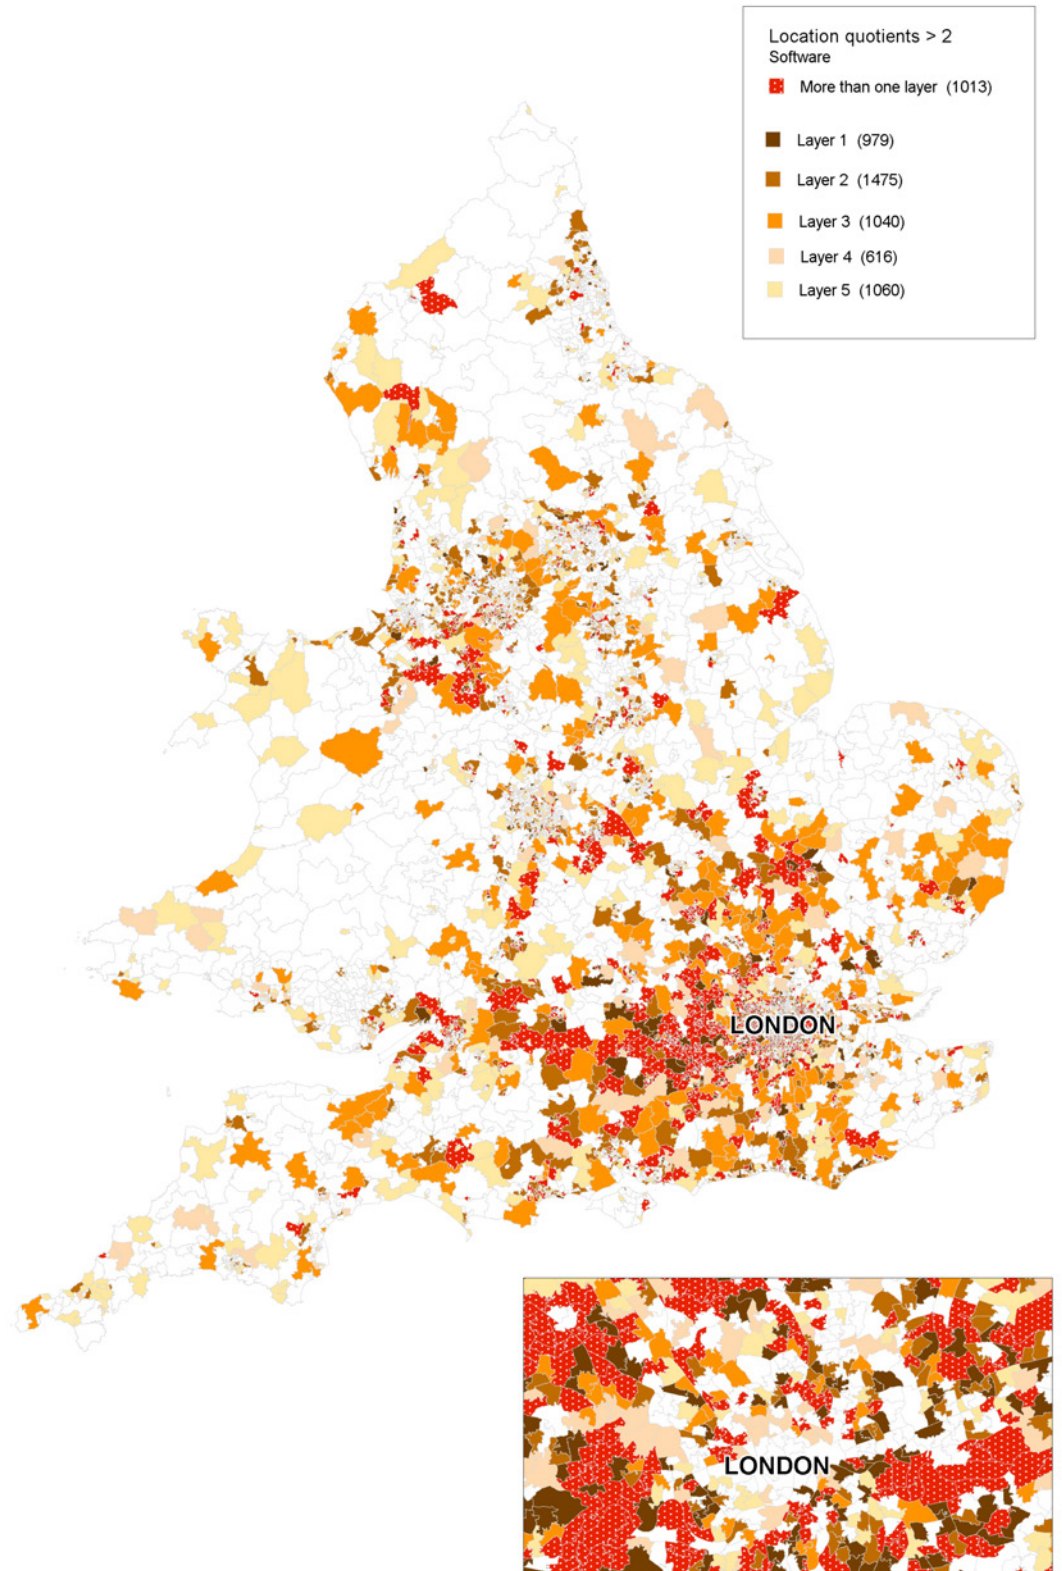 Location quotients > 2
Software
More than one layer (1013)
Layer 1 (979)
Layer 2 (1475)
Layer 3 (1040)
Layer 4 (616)
Layer 5 (1060)
LONDON
LONDON